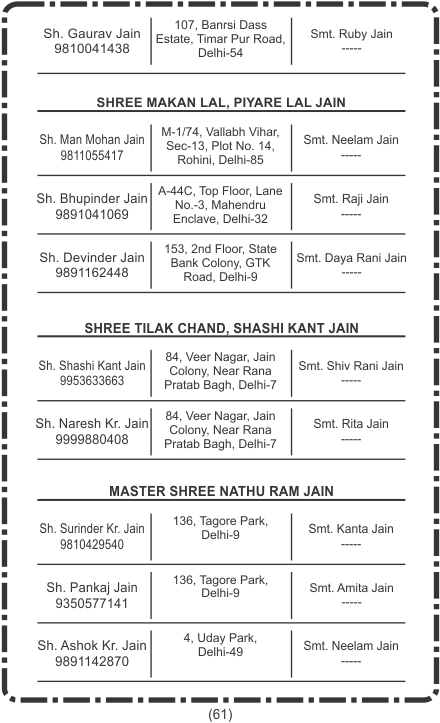 Sh. Gaurav Jain
9810041438
107, Banrsi Dass
Estate, Timar Pur Road,
Delhi-54
Smt. Ruby Jain
-----
SHREE MAKAN LAL, PIYARE LAL JAIN
Sh. Man Mohan Jain
9811055417
M-1/74, Vallabh Vihar,
Sec-13, Plot No. 14,
Rohini, Delhi-85
Smt. Neelam Jain
-----
Sh. Bhupinder Jain
9891041069
A-44C, Top Floor, Lane
No.-3, Mahendru
Enclave, Delhi-32
Smt. Raji Jain
-----
Sh. Devinder Jain
9891162448
153, 2nd Floor, State
Bank Colony, GTK
Road, Delhi-9
Smt. Daya Rani Jain
-----
SHREE TILAK CHAND, SHASHI KANT JAIN
Sh. Shashi Kant Jain
9953633663
84, Veer Nagar, Jain
Colony, Near Rana
Pratab Bagh, Delhi-7
Smt. Shiv Rani Jain
-----
Sh. Naresh Kr. Jain
9999880408
84, Veer Nagar, Jain
Colony, Near Rana
Pratab Bagh, Delhi-7
Smt. Rita Jain
-----
MASTER SHREE NATHU RAM JAIN
Sh. Surinder Kr. Jain
9810429540
136, Tagore Park,
Delhi-9
Smt. Kanta Jain
-----
Sh. Pankaj Jain
9350577141
136, Tagore Park,
Delhi-9
Smt. Amita Jain
-----
Sh. Ashok Kr. Jain
9891142870
4, Uday Park,
Delhi-49
Smt. Neelam Jain
-----
(61)